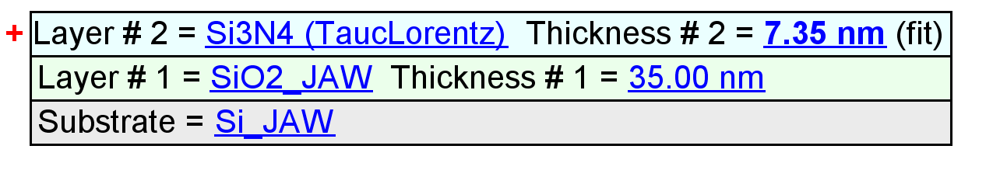 + Layer # 2 = Si3N4 (TaucLorentz) Thickness # 2 = 7.35 nm (fit)
Layer # 1 = SiO2_JAW Thickness # 1 = 35.00 nm
Substrate = Si_JAW